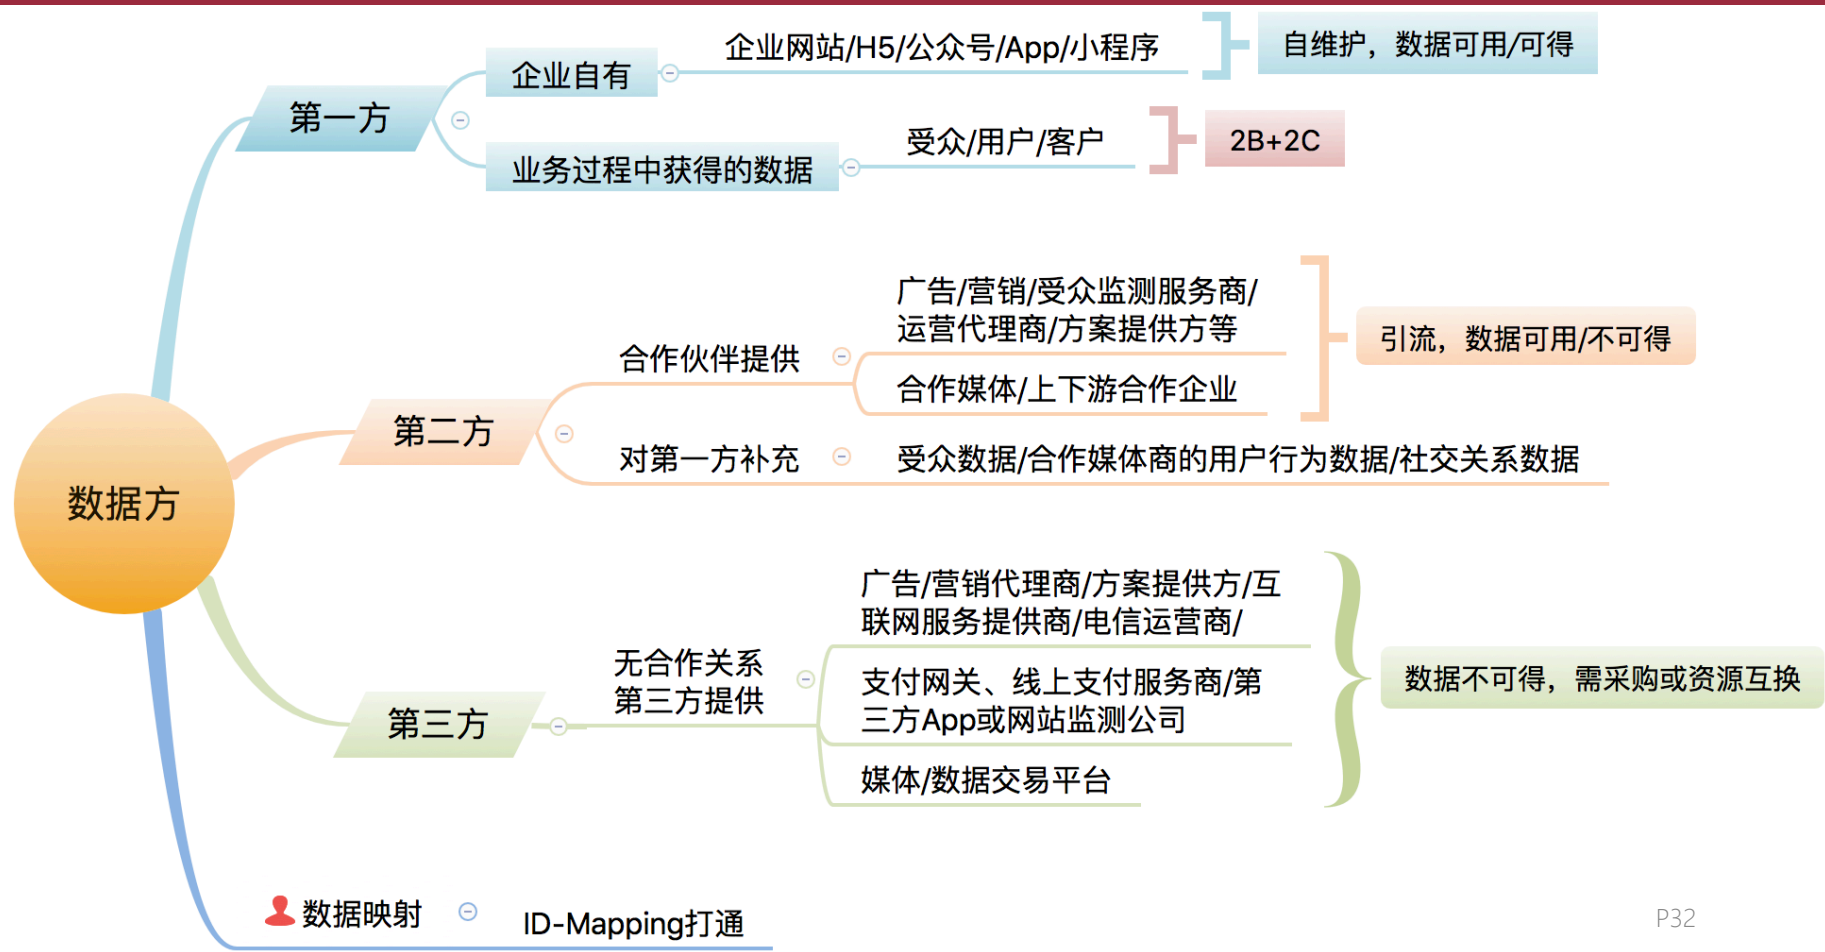 数据方
第一方
企业自有
企业网站/H5/公众号/App/小程序
自维护，数据可用/可得
业务过程中获得的数据
受众/用户/客户
2B+2C
第二方
合作伙伴提供
广告/营销/受众监测服务商/
运营代理商/方案提供方等
合作媒体/上下游合作企业
引流，数据可用/不可得
对第一方补充
受众数据/合作媒体商的用户行为数据/社交关系数据
第三方
无合作关系
第三方提供
广告/营销代理商/方案提供方/互
联网服务提供商/电信运营商/
支付网关、线上支付服务商/第
三方App或网站监测公司
媒体/数据交易平台
数据不可得，需采购或资源互换
数据映射
ID-Mapping打通
P32